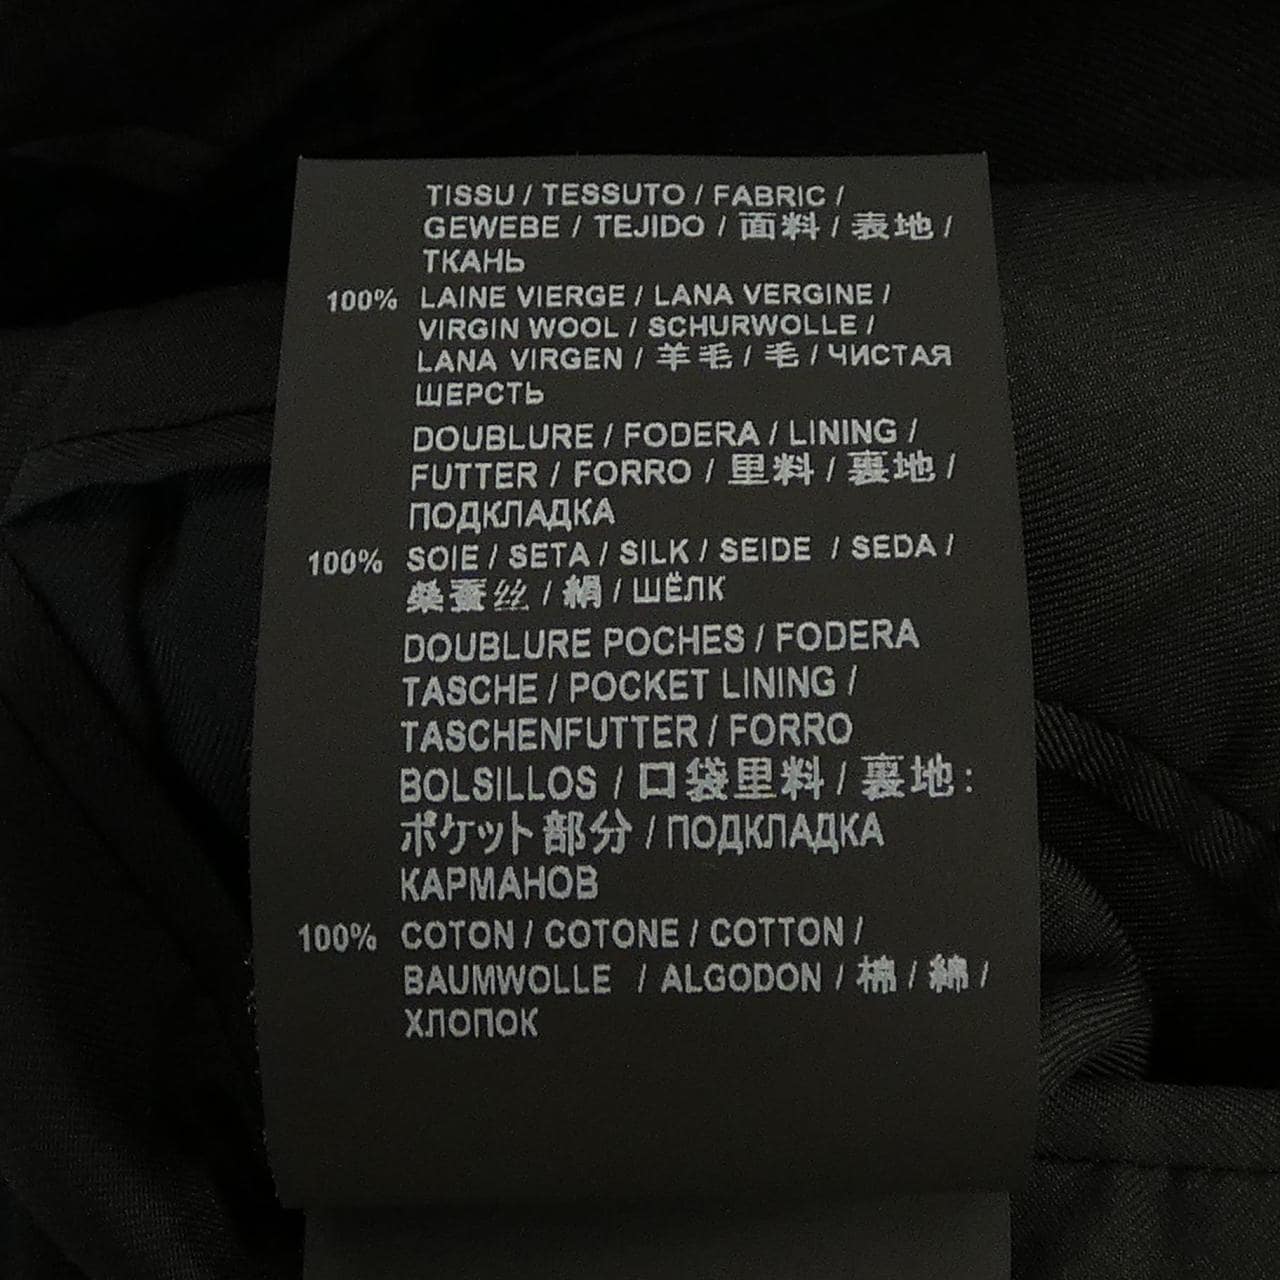 TISSU / TESSUTO / FABRIC /
GEWEBE / TEJIDO / 面料 / 表地 /
ТКАНЬ
100% LAINE VIERGE / LANA VERGINE /
VIRGIN WOOL / SCHURWOLLE /
LANA VIRGEN / 羊毛 / 毛 / ЧИСТАЯ
ШЕРСТЬ
DOUBLURE / FODERA / LINING /
FUTTER / FORRO / 里料 / 裏地 /
ПОДКЛАДКА
100% SOIE / SETA / SILK / SEIDE / SEDA /
桑蚕丝 / 絹 / ШЁЛК
DOUBLURE POCHES / FODERA
TASCHE / POCKET LINING /
TASCHENFUTTER / FORRO
BOLSILLOS / 口袋里料 / 裏地:
ポケット部分 / ПОДКЛАДКА
КАРМАНОВ
100% COTON / COTONE / COTTON /
BAUMWOLLE / ALGODON / 棉 / 綿 /
ХЛОПОК